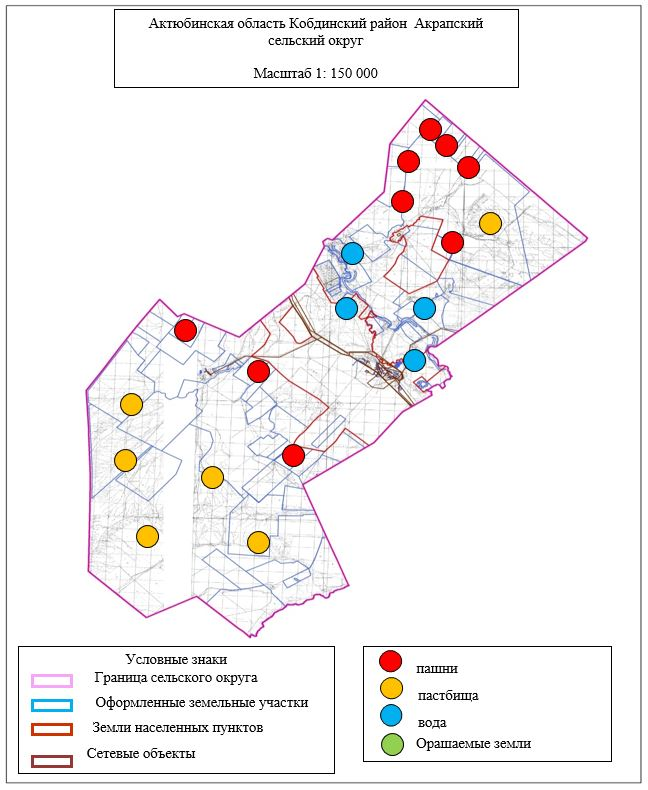 Актюбинская область Кобдинский район Акрапский
сельский округ
Масштаб 1: 150 000
Условные знаки
Граница сельского округа
Оформленные земельные участки
Земли населенных пунктов
Сетевые объекты
пашни
пастбища
вода
Орашаемые земли